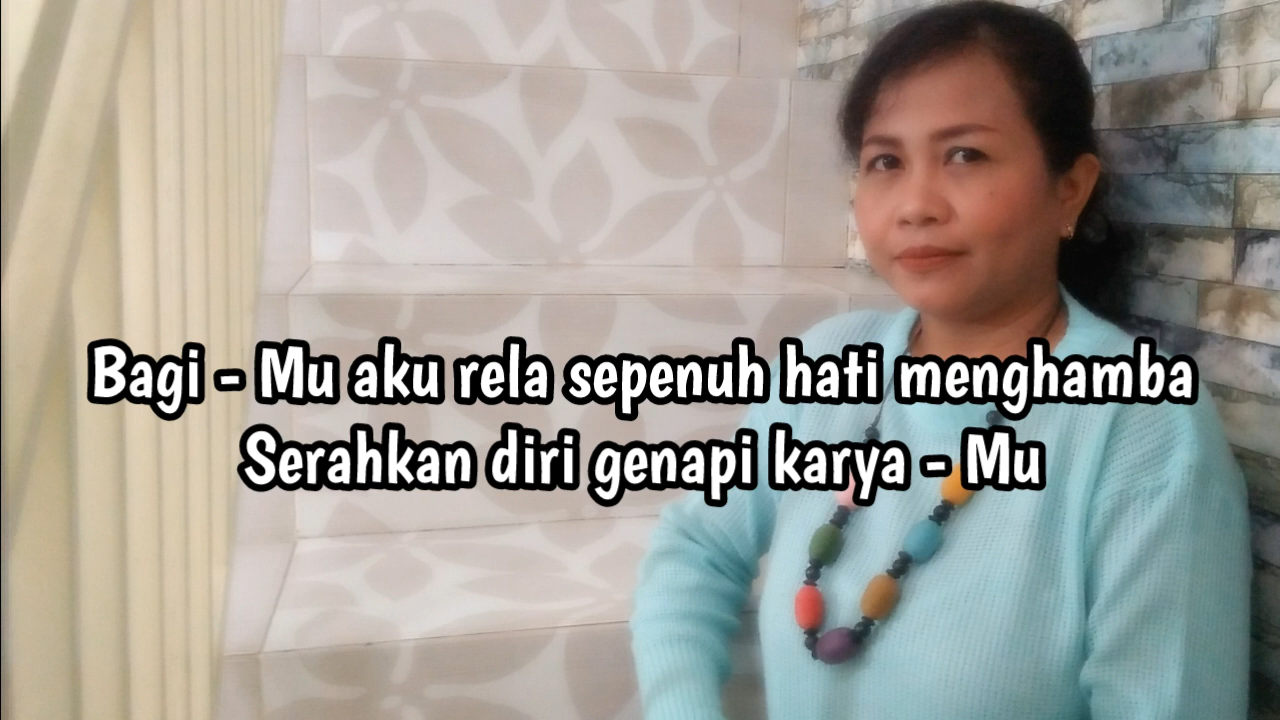 Bagi - Mu aku rela sepenuh hati menghamba
Serahkan diri genapi karya - Mu